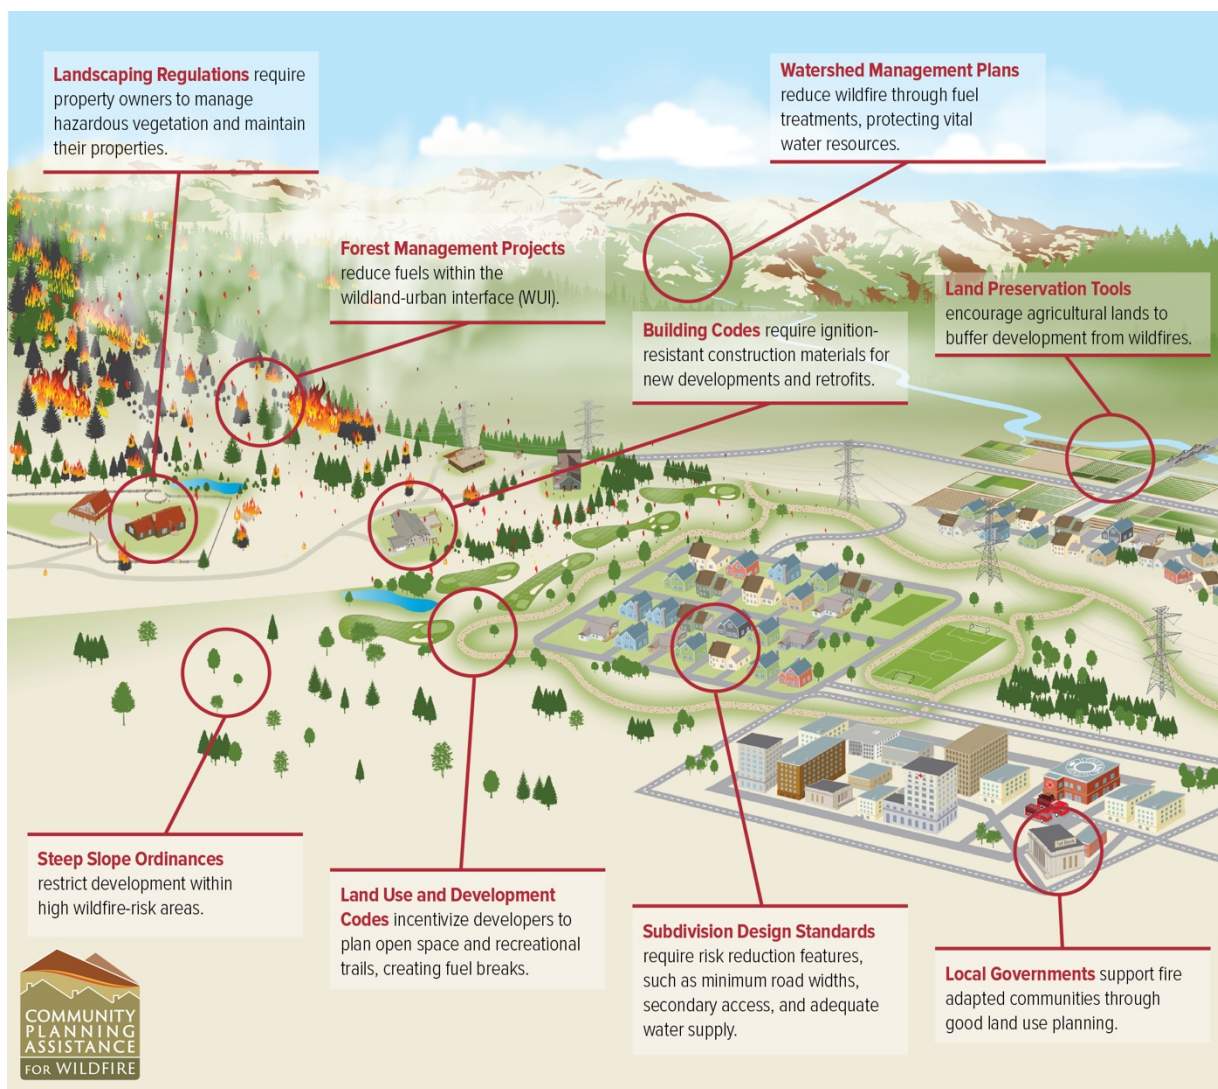 Landscaping Regulations require
property owners to manage
hazardous vegetation and maintain
their properties.
Watershed Management Plans
reduce wildfire through fuel
treatments, protecting vital
water resources.
Forest Management Projects
reduce fuels within the
wildland-urban interface (WUI).
Land Preservation Tools
encourage agricultural lands to
buffer development from wildfires.
Building Codes require ignition-
resistant construction materials for
new developments and retrofits.
Steep Slope Ordinances
restrict development within
high wildfire-risk areas.
Land Use and Development
Codes incentivize developers to
plan open space and recreational
trails, creating fuel breaks.
Subdivision Design Standards
require risk reduction features,
such as minimum road widths,
secondary access, and adequate
water supply.
Local Governments support fire
adapted communities through
good land use planning.
COMMUNITY
PLANNING
ASSISTANCE
FOR WILDFIRE